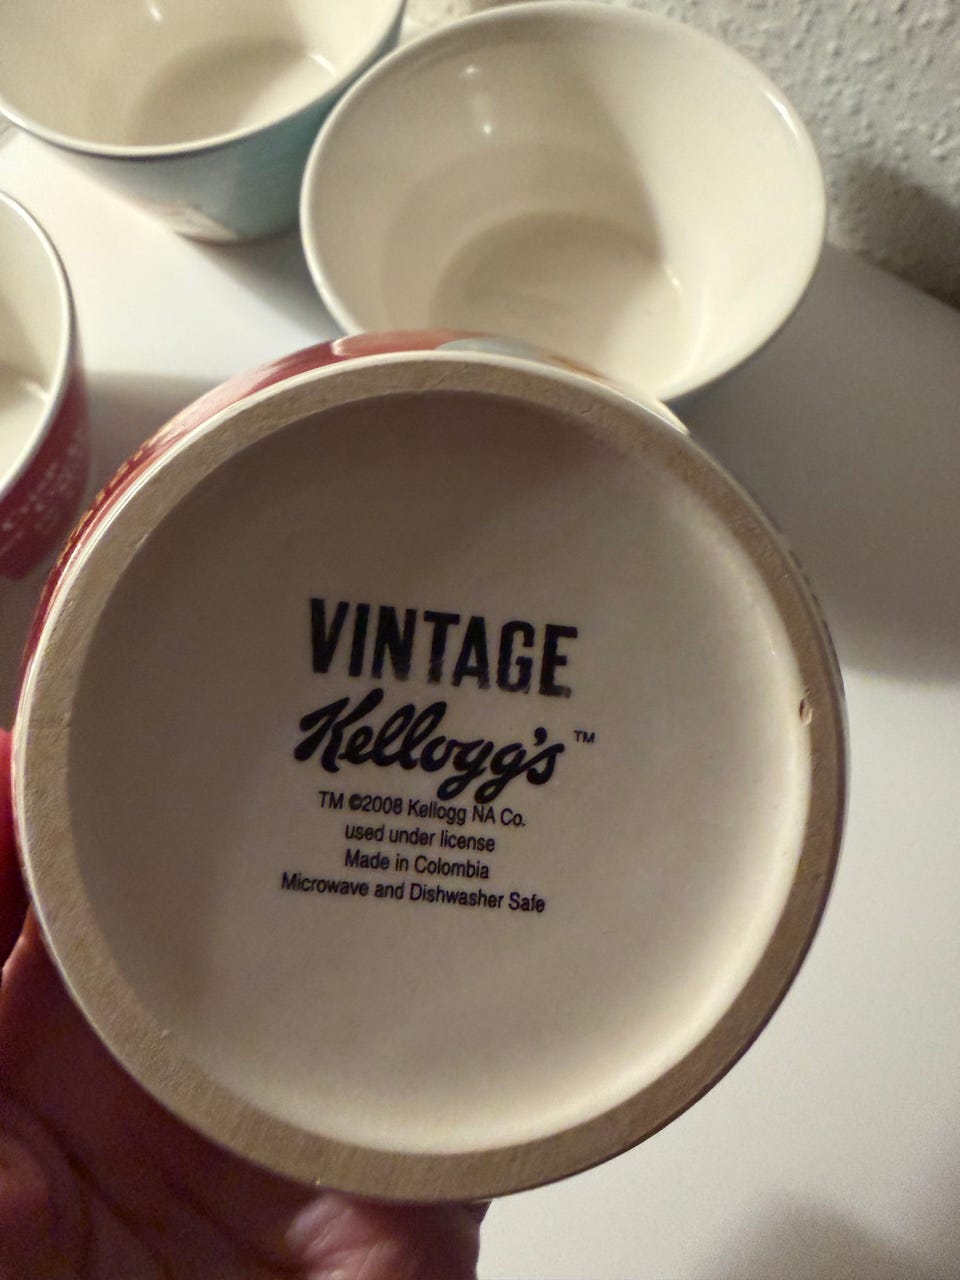 VINTAGE
Kellogg's™
TM ©2008 Kellogg NA Co.
used under license
Made in Colombia
Microwave and Dishwasher Safe